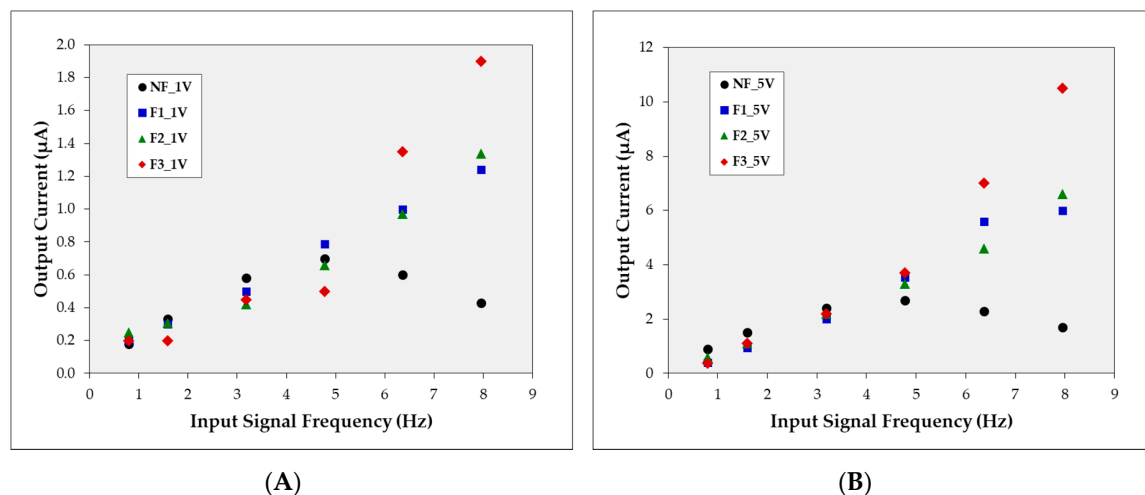 2.0
1.8
1.6
1.4
1.2
1.0
0.8
0.6
0.4
0.2
0.0
Output Current (µA)
NF_1V
F1_1V
F2_1V
F3_1V
0 1 2 3 4 5 6 7 8 9
Input Signal Frequency (Hz)
(A)
12
10
8
6
4
2
0
Output Current (µA)
NF_5V
F1_5V
F2_5V
F3_5V
0 1 2 3 4 5 6 7 8 9
Input Signal Frequency (Hz)
(B)